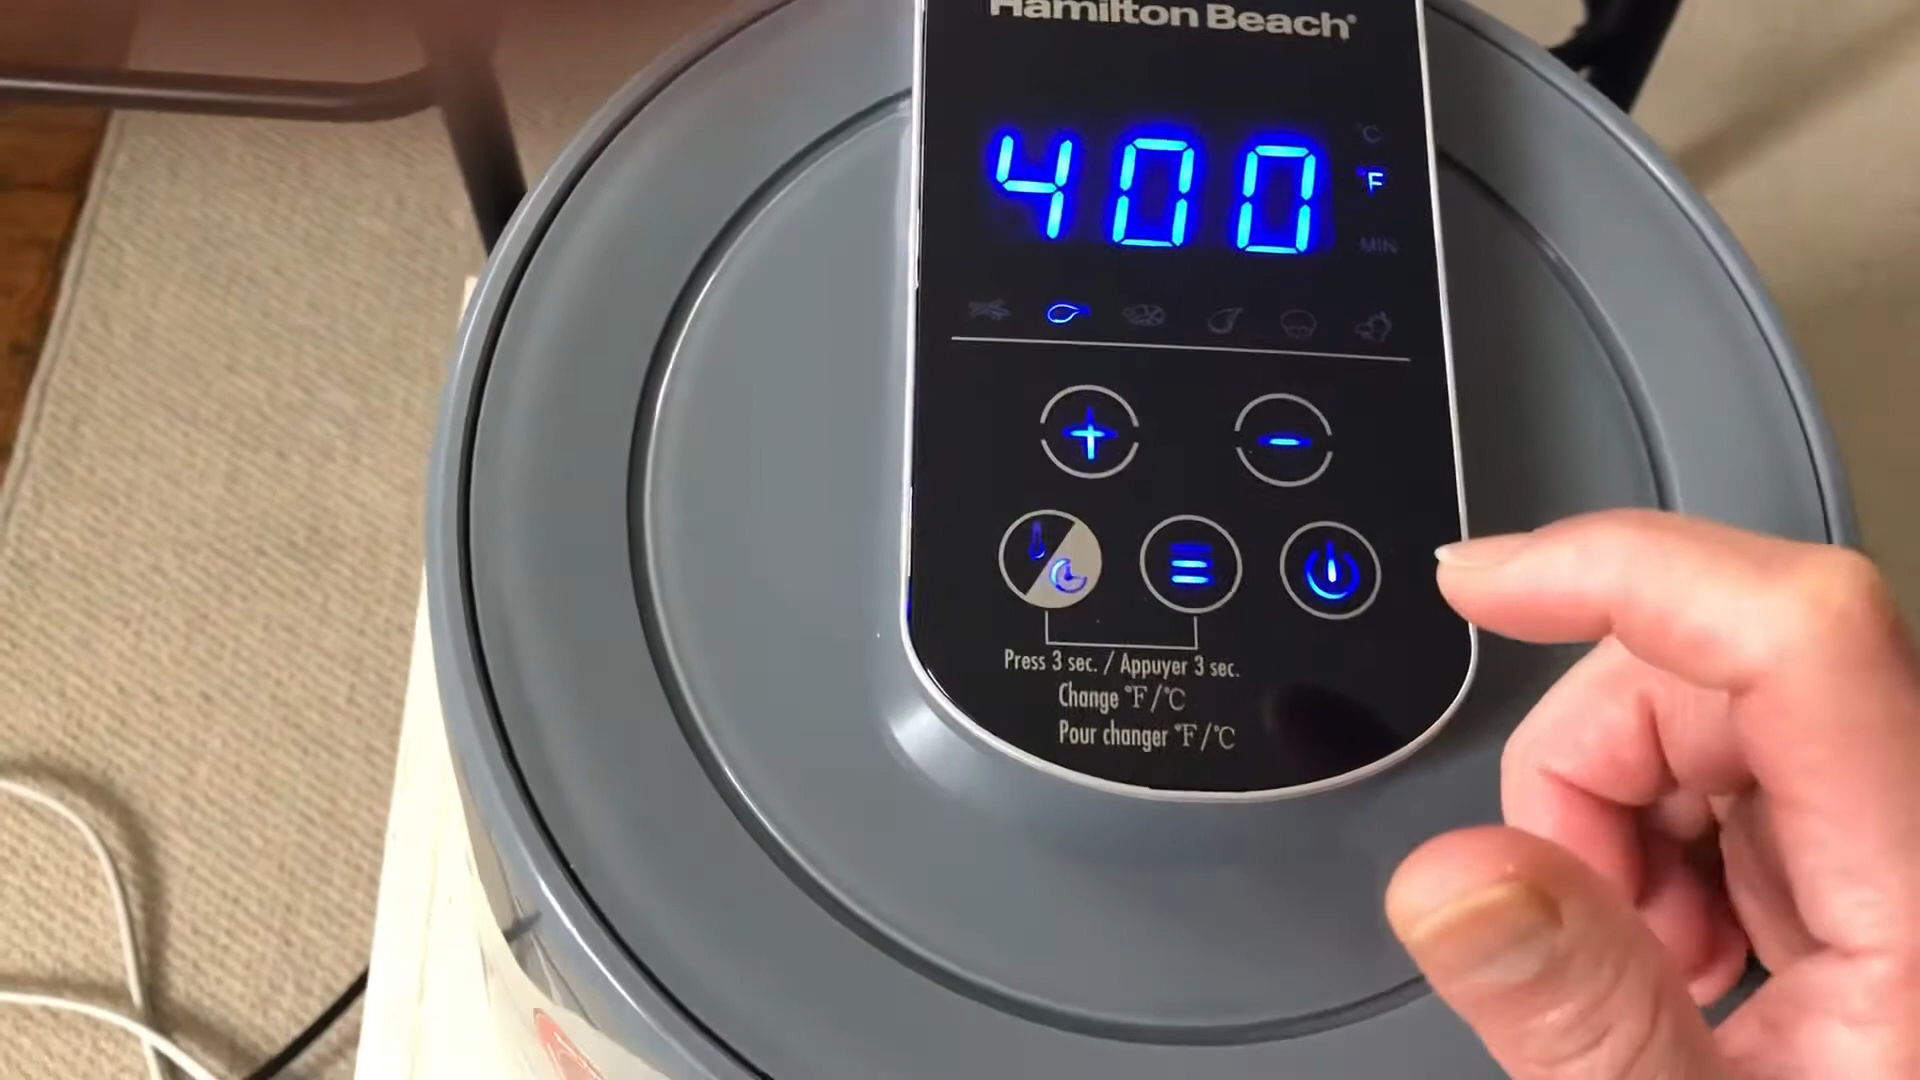 Hamilton Beach®
400
°C
°F
MIN
Press 3 sec. / Appuyer 3 sec.
Change °F/°C
Pour changer °F/°C